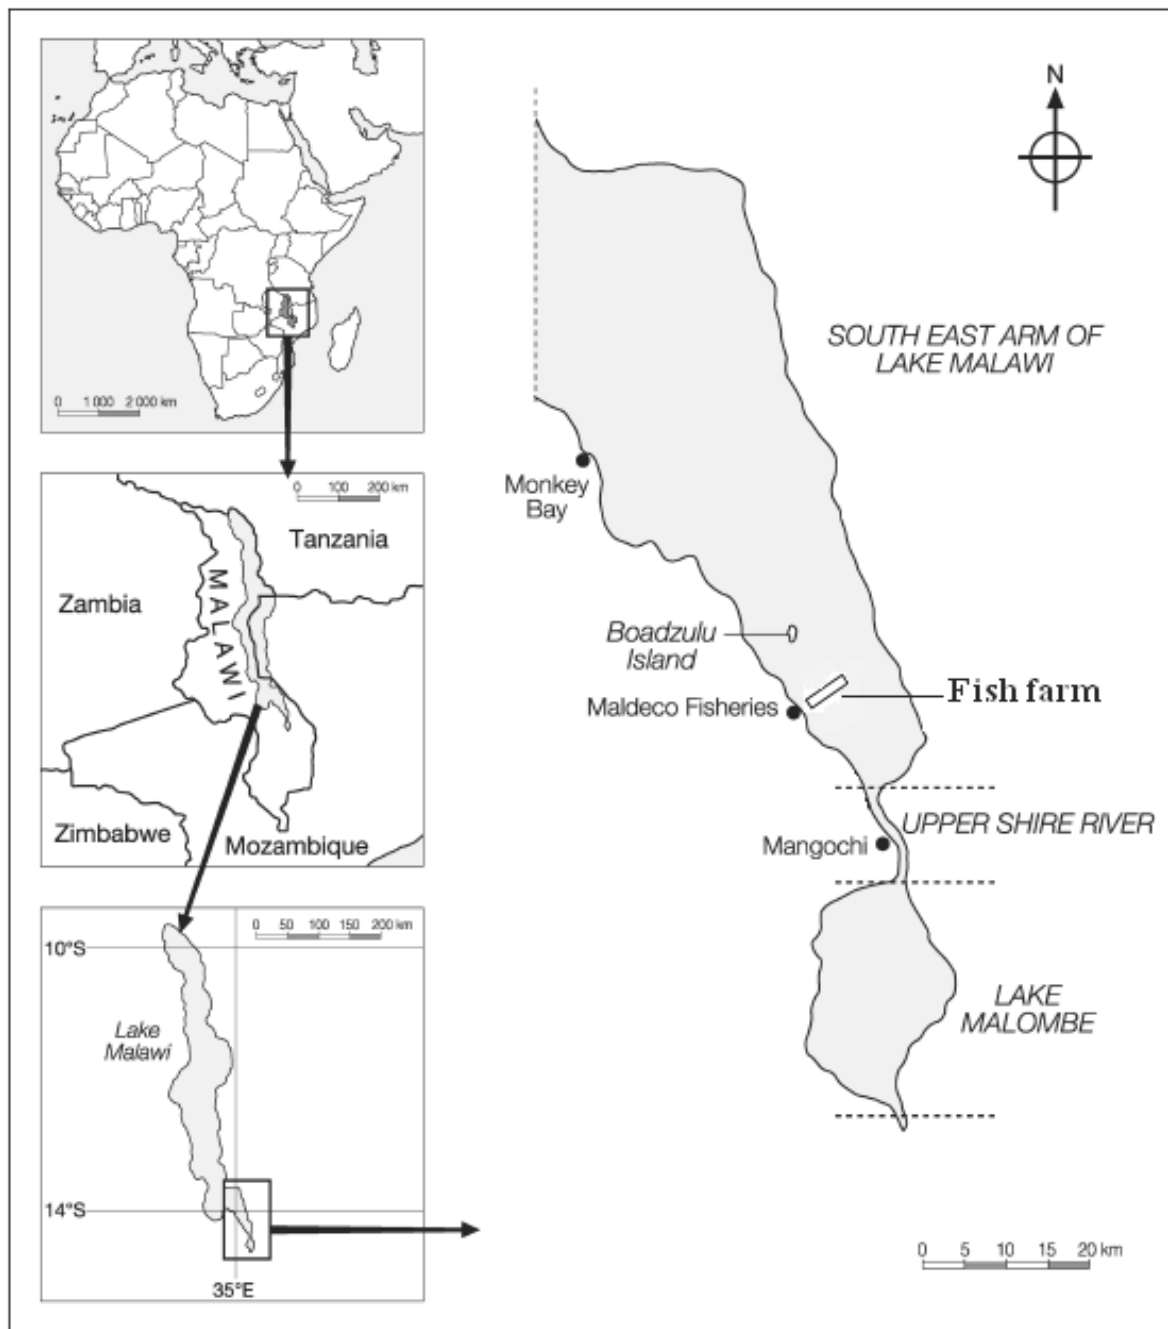 0 1 000 2 000 km
0 100 200 km
Tanzania
Zambia
MALAWI
Zimbabwe
Mozambique
0 50 100 150 200 km
10°S
Lake
Malawi
14°S
35°E
N
SOUTH EAST ARM OF
LAKE MALAWI
Monkey
Bay
Boadzulu
Island
Fish farm
Maldeco Fisheries
UPPER SHIRE RIVER
Mangochi
LAKE
MALOMBE
0 5 10 15 20 km